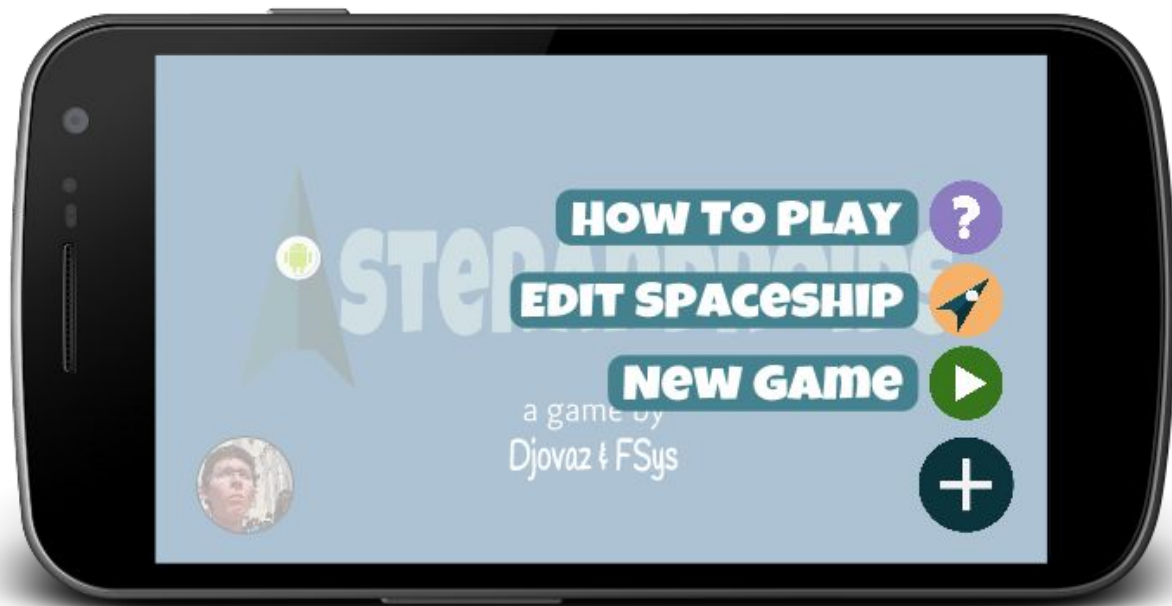 HOW TO PLAY
EDIT SPACESHIP
NEW GAME
a game by
Djovaz & FSys